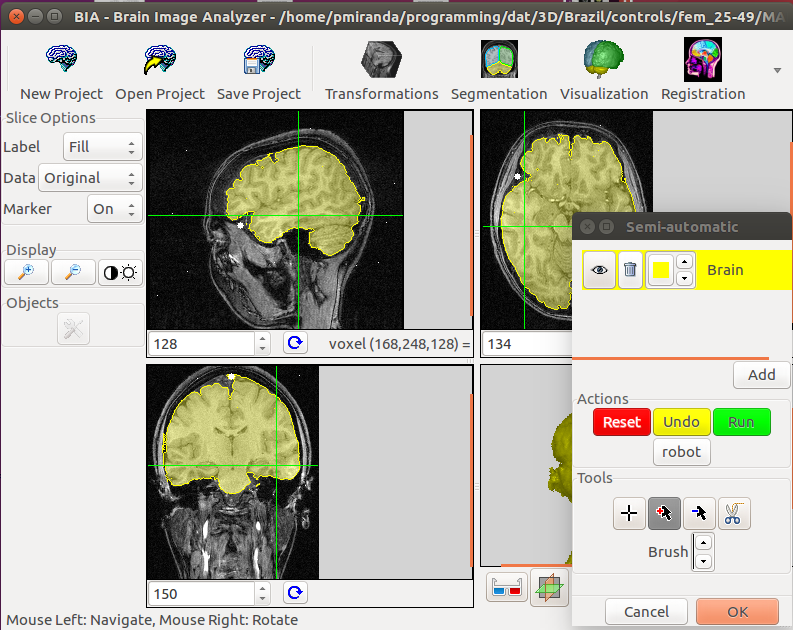 BIA - Brain Image Analyzer - /home/pmiranda/programming/dat/3D/Brazil/controls/fem_25-49/MA
New Project Open Project Save Project Transformations Segmentation Visualization Registration
Slice Options
Label Fill
Data Original
Marker On
Display
Objects
128 voxel (168,248,128) = 134
150
Semi-automatic
Brain
Add
Actions
Reset Undo Run
robot
Tools
Brush
Cancel OK
Mouse Left: Navigate, Mouse Right: Rotate